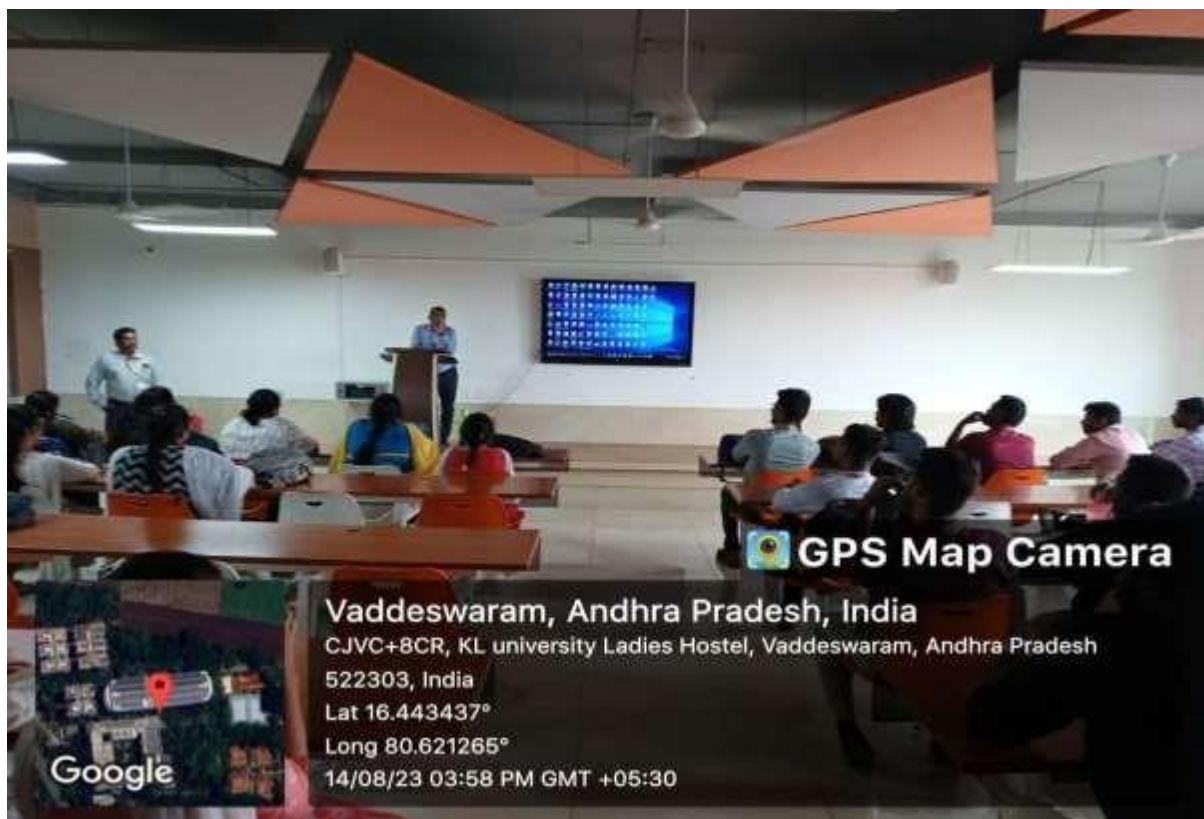 GPS Map Camera
Vaddeswaram, Andhra Pradesh, India
CJVC+8CR, KL university Ladies Hostel, Vaddeswaram, Andhra Pradesh
522303, India
Lat 16.443437°
Long 80.621265°
14/08/23 03:58 PM GMT +05:30
Google